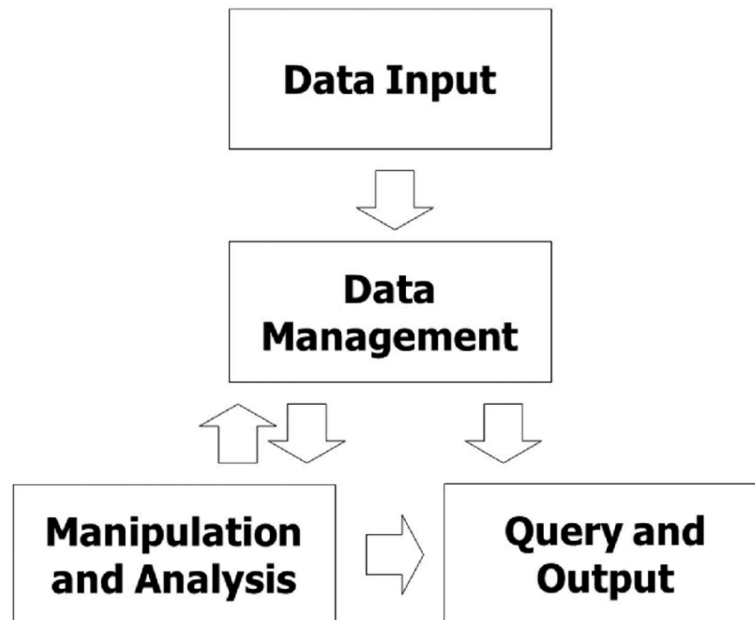 Data Input
Data
Management
Manipulation
and Analysis
Query and
Output